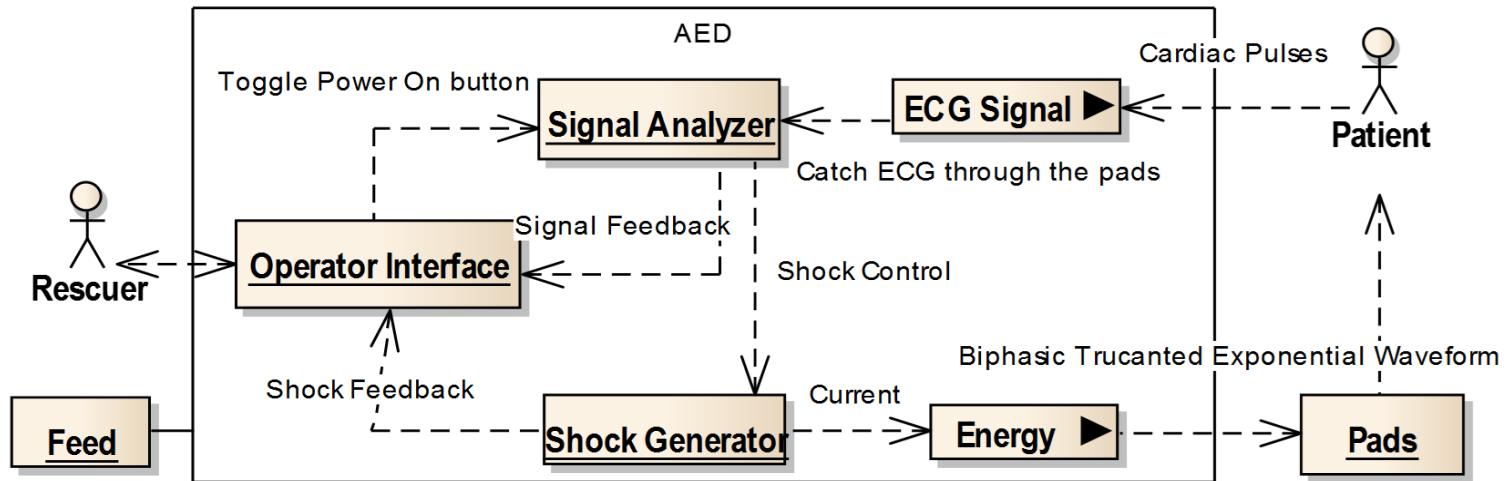 AED
Cardiac Pulses
Toggle Power On button
Signal Analyzer
ECG Signal
Patient
Catch ECG through the pads
Signal Feedback
Operator Interface
Rescuer
Shock Control
Biphasic Trucanted Exponential Waveform
Shock Feedback
Current
Feed
Shock Generator
Energy
Pads